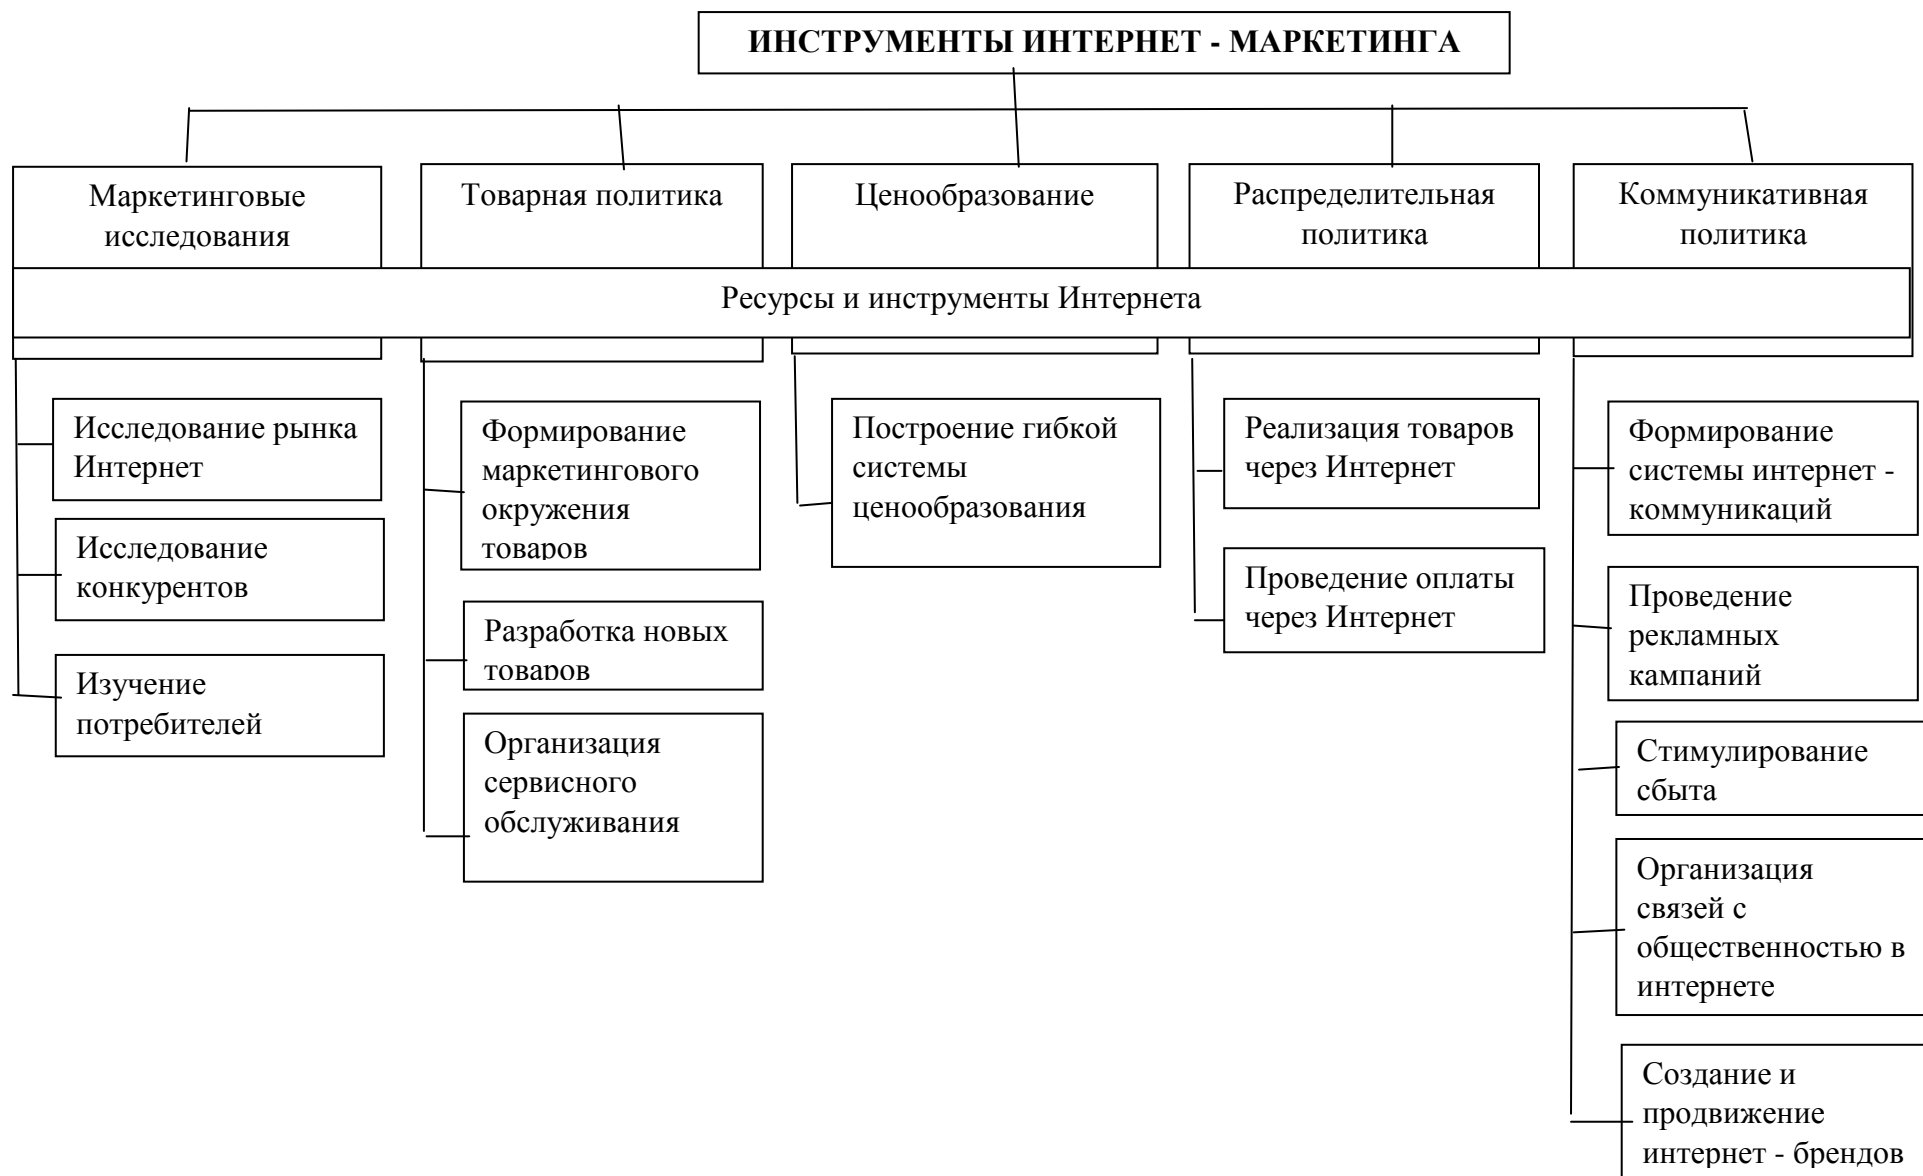 ИНСТРУМЕНТЫ ИНТЕРНЕТ - МАРКЕТИНГА
Маркетинговые
исследования
Товарная политика
Ценообразование
Распределительная
политика
Коммуникативная
политика
Ресурсы и инструменты Интернета
Исследование рынка
Интернет
Исследование
конкурентов
Изучение
потребителей
Формирование
маркетингового
окружения
товаров
Разработка новых
товаров
Организация
сервисного
обслуживания
Построение гибкой
системы
ценообразования
Реализация товаров
через Интернет
Проведение оплаты
через Интернет
Формирование
системы интернет -
коммуникаций
Проведение
рекламных
кампаний
Стимулирование
сбыта
Организация
связей с
общественностью в
интернете
Создание и
продвижение
интернет - брендов